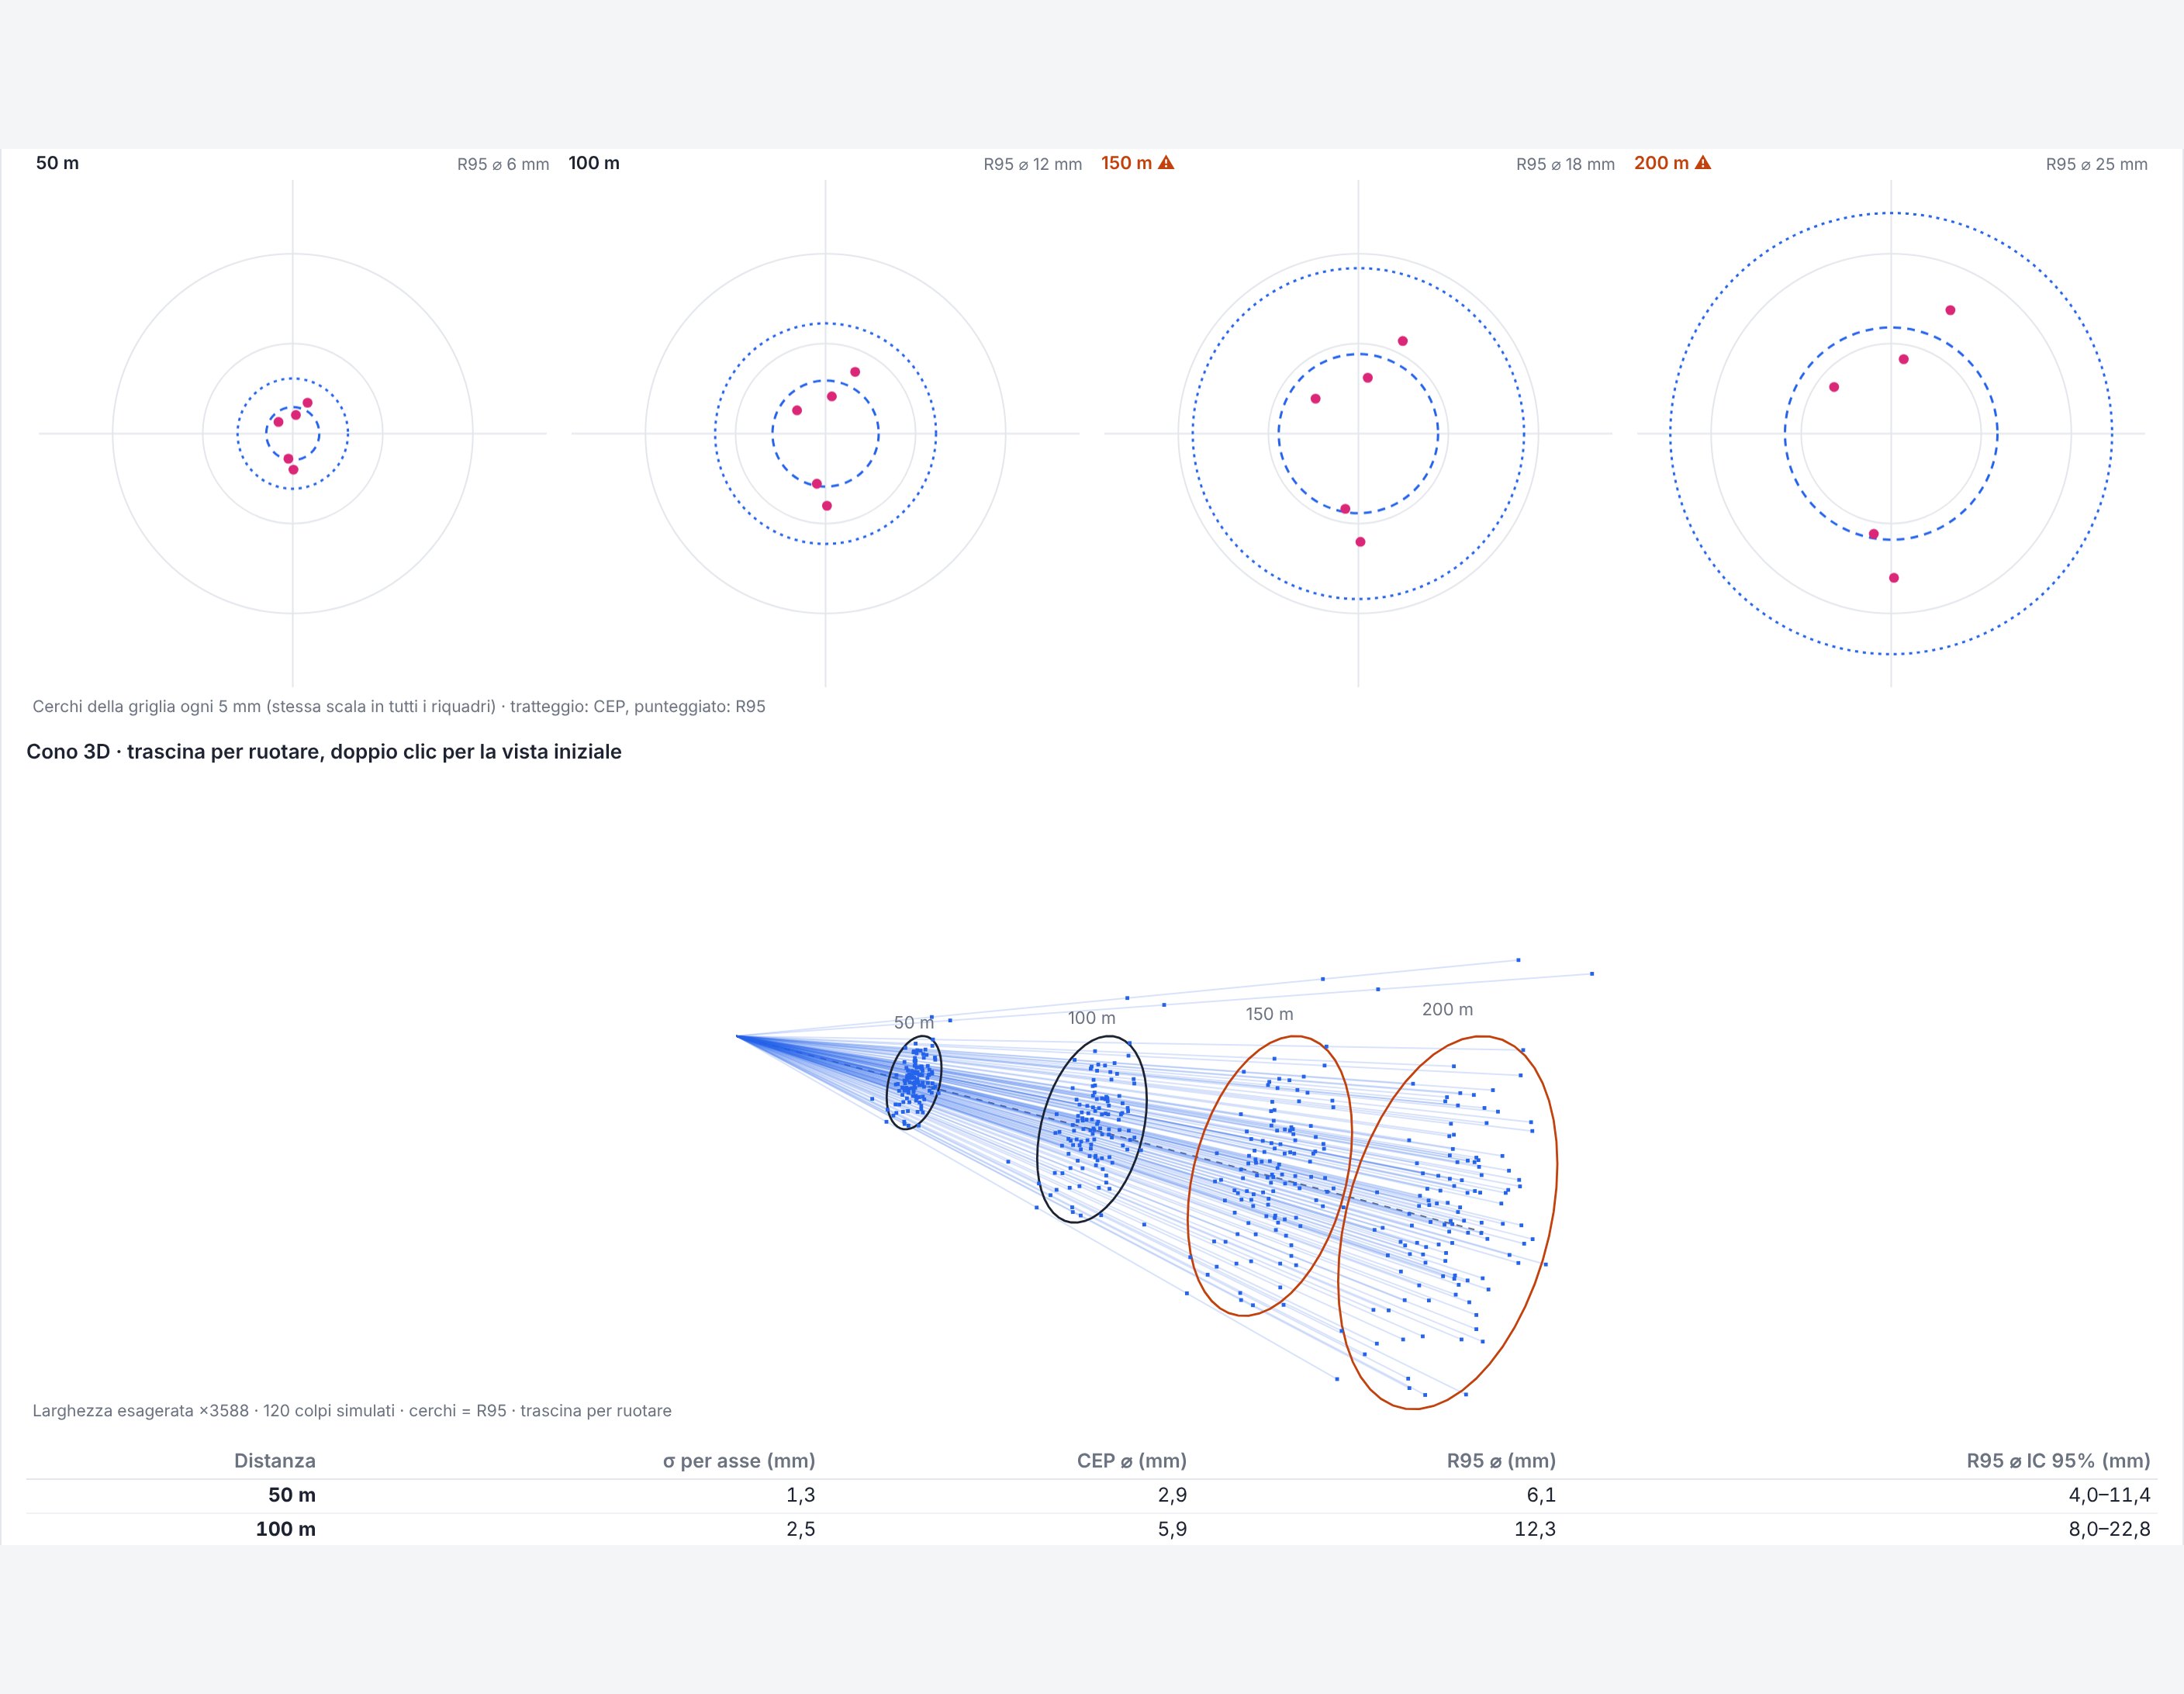 50 m R95 ⌀ 6 mm 100 m R95 ⌀ 12 mm 150 m R95 ⌀ 18 mm 200 m R95 ⌀ 25 mm
Cerchi della griglia ogni 5 mm (stessa scala in tutti i riquadri) · tratteggio: CEP, punteggiato: R95
Cono 3D · trascina per ruotare, doppio clic per la vista iniziale
50 m 100 m 150 m 200 m
Larghezza esagerata ×3588 · 120 colpi simulati · cerchi = R95 · trascina per ruotare
Distanza σ per asse (mm) CEP ⌀ (mm) R95 ⌀ (mm) R95 ⌀ IC 95% (mm)
50 m 1,3 2,9 6,1 4,0–11,4
100 m 2,5 5,9 12,3 8,0–22,8